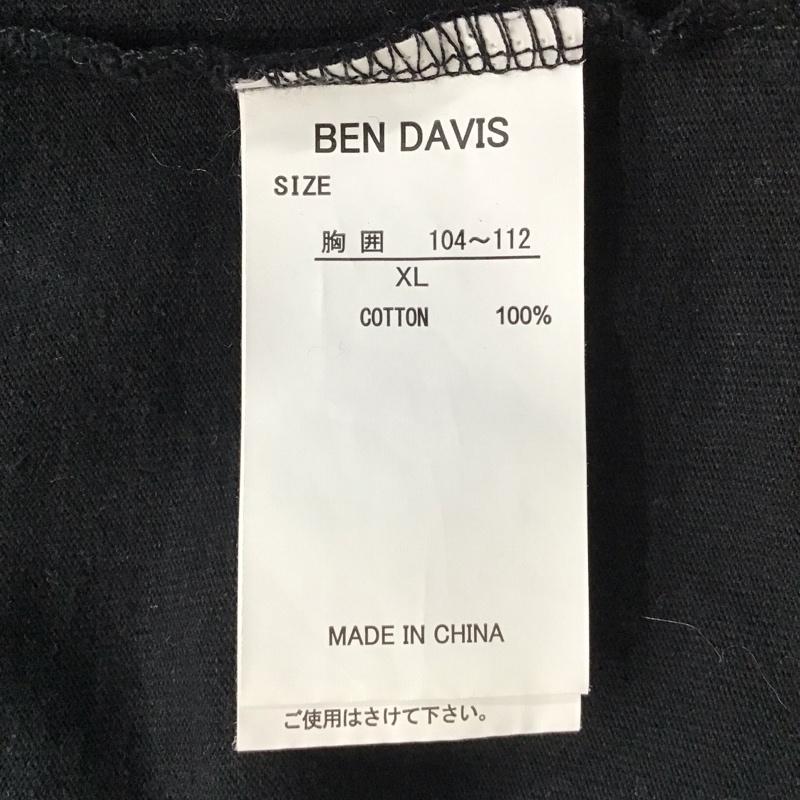 BEN DAVIS
SIZE
胸囲 104～112
XL
COTTON 100%
MADE IN CHINA
ご使用はさけて下さい。